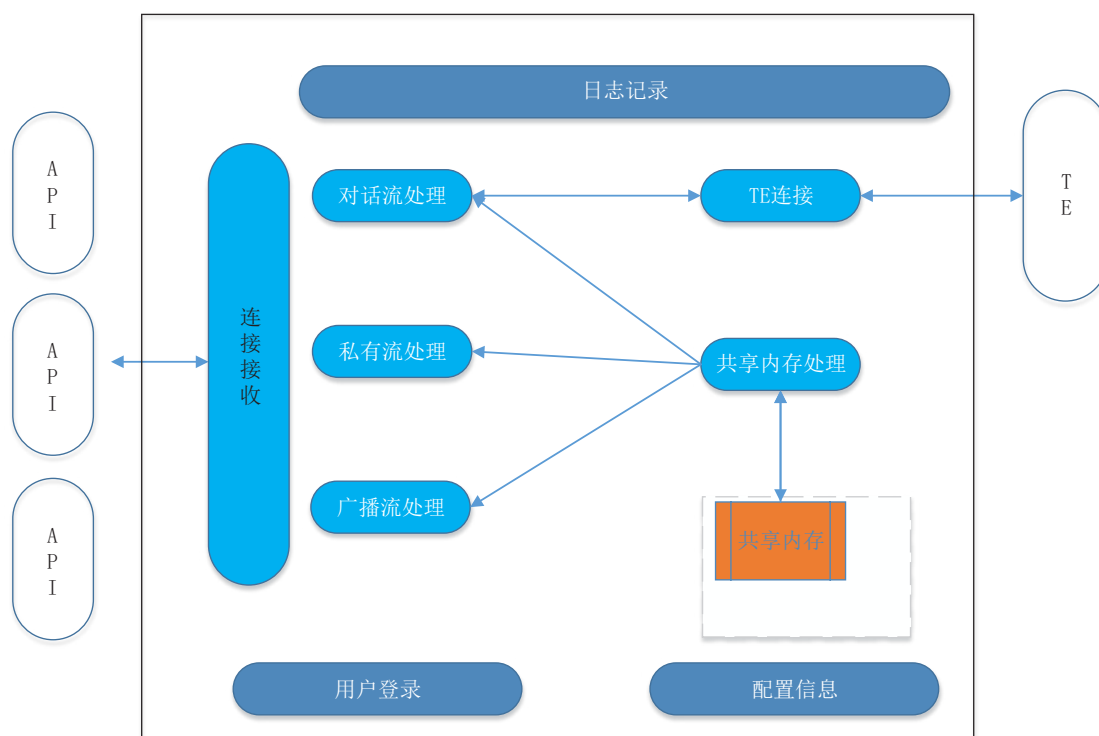 日志记录
A
P
I
A
P
I
A
P
I
连
接
接
收
对话流处理
TE连接
T
E
私有流处理
共享内存处理
广播流处理
共享内存
用户登录
配置信息